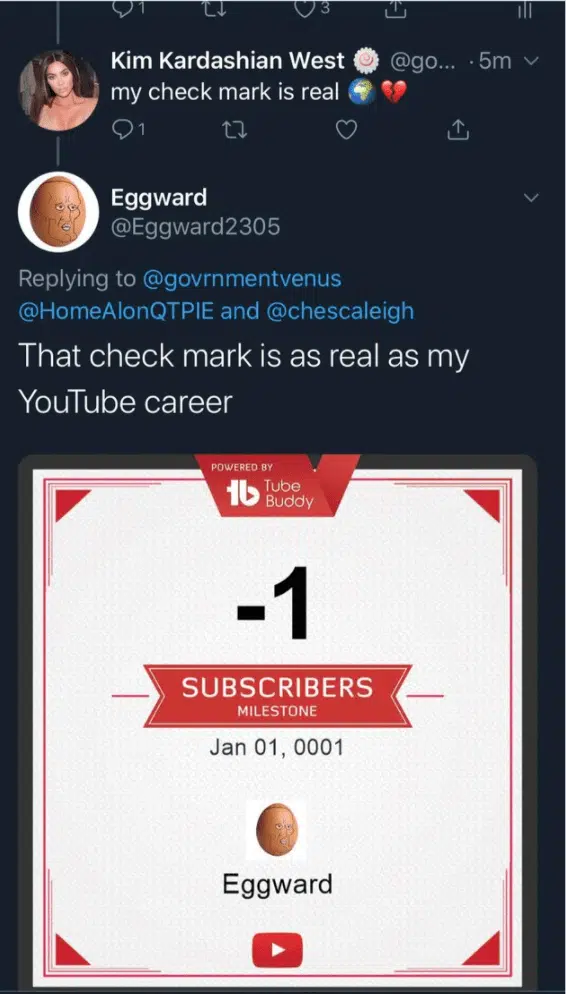 1 3
Kim Kardashian West 🍥 @go... · 5m
my check mark is real 🌍 💔
1
Eggward
@Eggward2305
Replying to @govrnmentvenus
@HomeAlonQTPIE and @chescaleigh
That check mark is as real as my
YouTube career
POWERED BY
tb Tube
Buddy
-1
SUBSCRIBERS
MILESTONE
Jan 01, 0001
Eggward